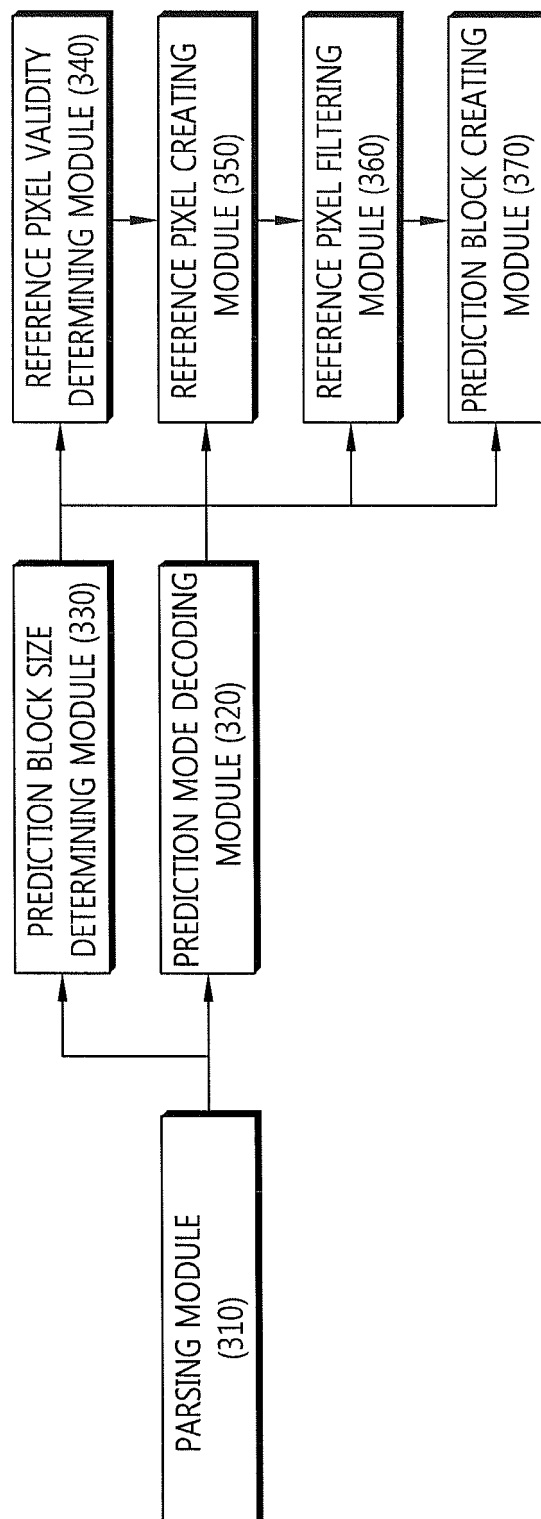 PARSING MODULE
(310)
PREDICTION BLOCK SIZE
DETERMINING MODULE (330)
PREDICTION MODE DECODING
MODULE (320)
REFERENCE PIXEL VALIDITY
DETERMINING MODULE (340)
REFERENCE PIXEL CREATING
MODULE (350)
REFERENCE PIXEL FILTERING
MODULE (360)
PREDICTION BLOCK CREATING
MODULE (370)